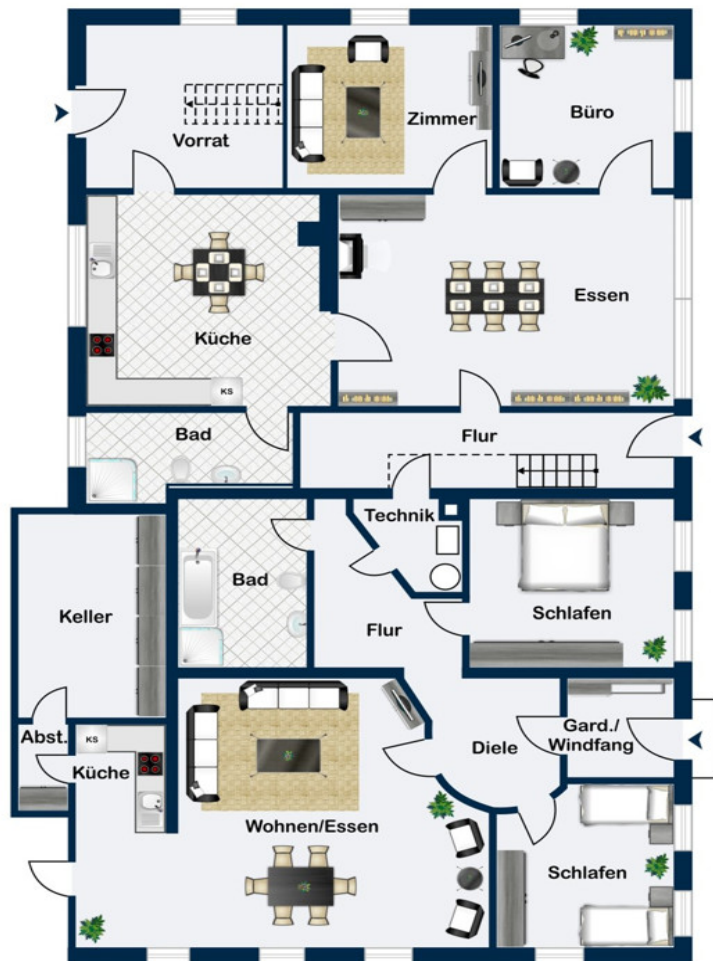 Vorrat
Zimmer
Büro
Küche
KS
Essen
Bad
Flur
Technik
Bad
Schlafen
Keller
Flur
Abst.
KS
Küche
Diele
Gard./
Windfang
Wohnen/Essen
Schlafen